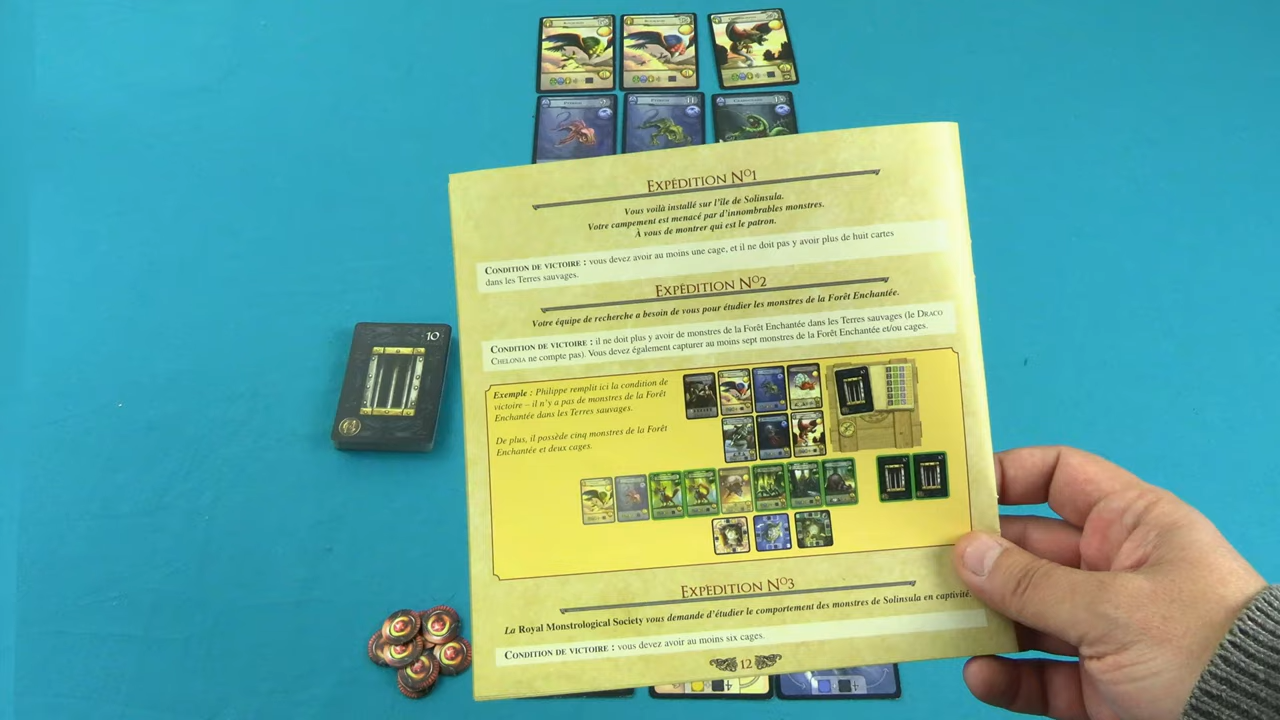 10
EXPÉDITION NO1
Vous voilà installé sur l'île de Solinsula.
Votre campement est menacé par d'innombrables monstres.
À vous de montrer qui est le patron.
CONDITION DE VICTOIRE : vous devez avoir au moins une cage, et il ne doit pas y avoir plus de huit cartes
dans les Terres sauvages.
EXPÉDITION NO2
Votre équipe de recherche a besoin de vous pour étudier les monstres de la Forêt Enchantée.
CONDITION DE VICTOIRE : il ne doit plus y avoir de monstres de la Forêt Enchantée dans les Terres sauvages (le DRACO
CHELONIA ne compte pas). Vous devez également capturer au moins sept monstres de la Forêt Enchantée et/ou cages.
Exemple : Philippe remplit ici la condition de
victoire – il n'y a pas de monstres de la Forêt
Enchantée dans les Terres sauvages.
De plus, il possède cinq monstres de la Forêt
Enchantée et deux cages.
EXPÉDITION NO3
La Royal Monstrological Society vous demande d'étudier le comportement des monstres de Solinsula en captivité.
CONDITION DE VICTOIRE : vous devez avoir au moins six cages.
12